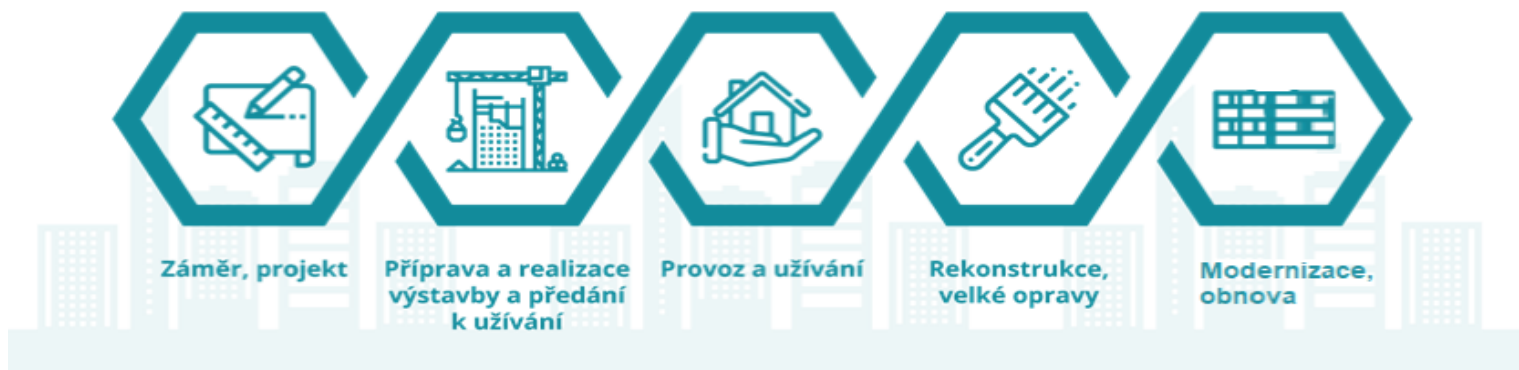 Záměr, projekt
Příprava a realizace
výstavby a předání
k užívání
Provoz a užívání
Rekonstrukce,
velké opravy
Modernizace,
obnova